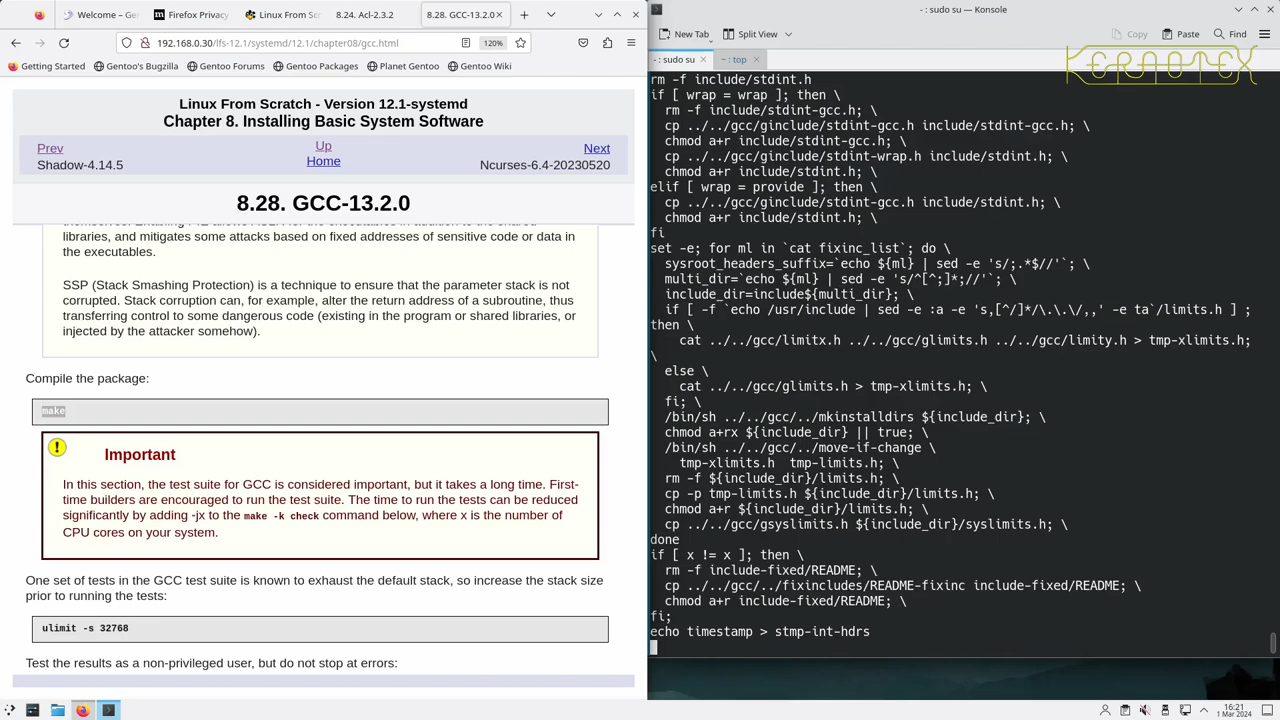 Welcome – Ge
Firefox Privacy
Linux From Sc
8.24. Acl-2.3.2
8.28. GCC-13.2.0
192.168.0.30/lfs-12.1/systemd/12.1/chapter08/gcc.html
120%
Getting Started
Gentoo's Bugzilla
Gentoo Forums
Gentoo Packages
Planet Gentoo
Gentoo Wiki
Linux From Scratch - Version 12.1-systemd
Chapter 8. Installing Basic System Software
Prev
Up
Next
Shadow-4.14.5
Home
Ncurses-6.4-20230520
8.28. GCC-13.2.0
libraries, and mitigates some attacks based on fixed addresses of sensitive code or data in
the executables.
SSP (Stack Smashing Protection) is a technique to ensure that the parameter stack is not
corrupted. Stack corruption can, for example, alter the return address of a subroutine, thus
transferring control to some dangerous code (existing in the program or shared libraries, or
injected by the attacker somehow).
Compile the package:
make
Important
In this section, the test suite for GCC is considered important, but it takes a long time. First-
time builders are encouraged to run the test suite. The time to run the tests can be reduced
significantly by adding -jx to the make -k check command below, where x is the number of
CPU cores on your system.
One set of tests in the GCC test suite is known to exhaust the default stack, so increase the stack size
prior to running the tests:
ulimit -s 32768
Test the results as a non-privileged user, but do not stop at errors:
- : sudo su — Konsole
New Tab
Split View
Copy
Paste
Find
- : sudo su
~ : top
KERNOTEX
rm -f include/stdint.h
if [ wrap = wrap ]; then \
rm -f include/stdint-gcc.h; \
cp ../../gcc/ginclude/stdint-gcc.h include/stdint-gcc.h; \
chmod a+r include/stdint-gcc.h; \
cp ../../gcc/ginclude/stdint-wrap.h include/stdint.h; \
chmod a+r include/stdint.h; \
elif [ wrap = provide ]; then \
cp ../../gcc/ginclude/stdint-gcc.h include/stdint.h; \
chmod a+r include/stdint.h; \
fi
set -e; for ml in `cat fixinc_list`; do \
sysroot_headers_suffix=`echo ${ml} | sed -e 's/;.*$//'`; \
multi_dir=`echo ${ml} | sed -e 's/^[^;]*;//'`; \
include_dir=include${multi_dir}; \
if [ -f `echo /usr/include | sed -e :a -e 's,[^/]*/\.\.\/,,' -e ta`/limits.h ] ;
then \
cat ../../gcc/limitx.h ../../gcc/glimits.h ../../gcc/limity.h > tmp-xlimits.h;
\
else \
cat ../../gcc/glimits.h > tmp-xlimits.h; \
fi; \
/bin/sh ../../gcc/../mkinstalldirs ${include_dir}; \
chmod a+rx ${include_dir} || true; \
/bin/sh ../../gcc/../move-if-change \
tmp-xlimits.h tmp-limits.h; \
rm -f ${include_dir}/limits.h; \
cp -p tmp-limits.h ${include_dir}/limits.h; \
chmod a+r ${include_dir}/limits.h; \
cp ../../gcc/gsyslimits.h ${include_dir}/syslimits.h; \
done
if [ x != x ]; then \
rm -f include-fixed/README; \
cp ../../gcc/../fixincludes/README-fixinc include-fixed/README; \
chmod a+r include-fixed/README; \
fi;
echo timestamp > stmp-int-hdrs
16:21
1 Mar 2024